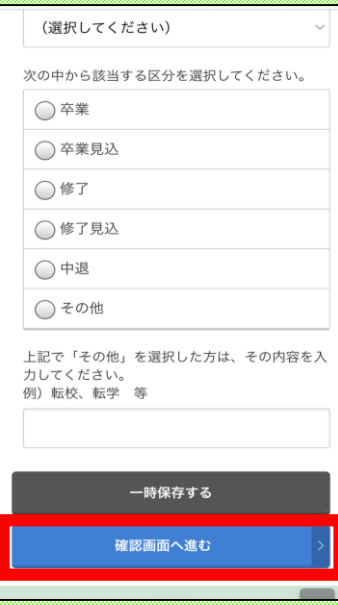 (選択してください)
次の中から該当する区分を選択してください。
卒業
卒業見込
修了
修了見込
中退
その他
上記で「その他」を選択した方は、その内容を入
力してください。
例）転校、転学　等
一時保存する
確認画面へ進む